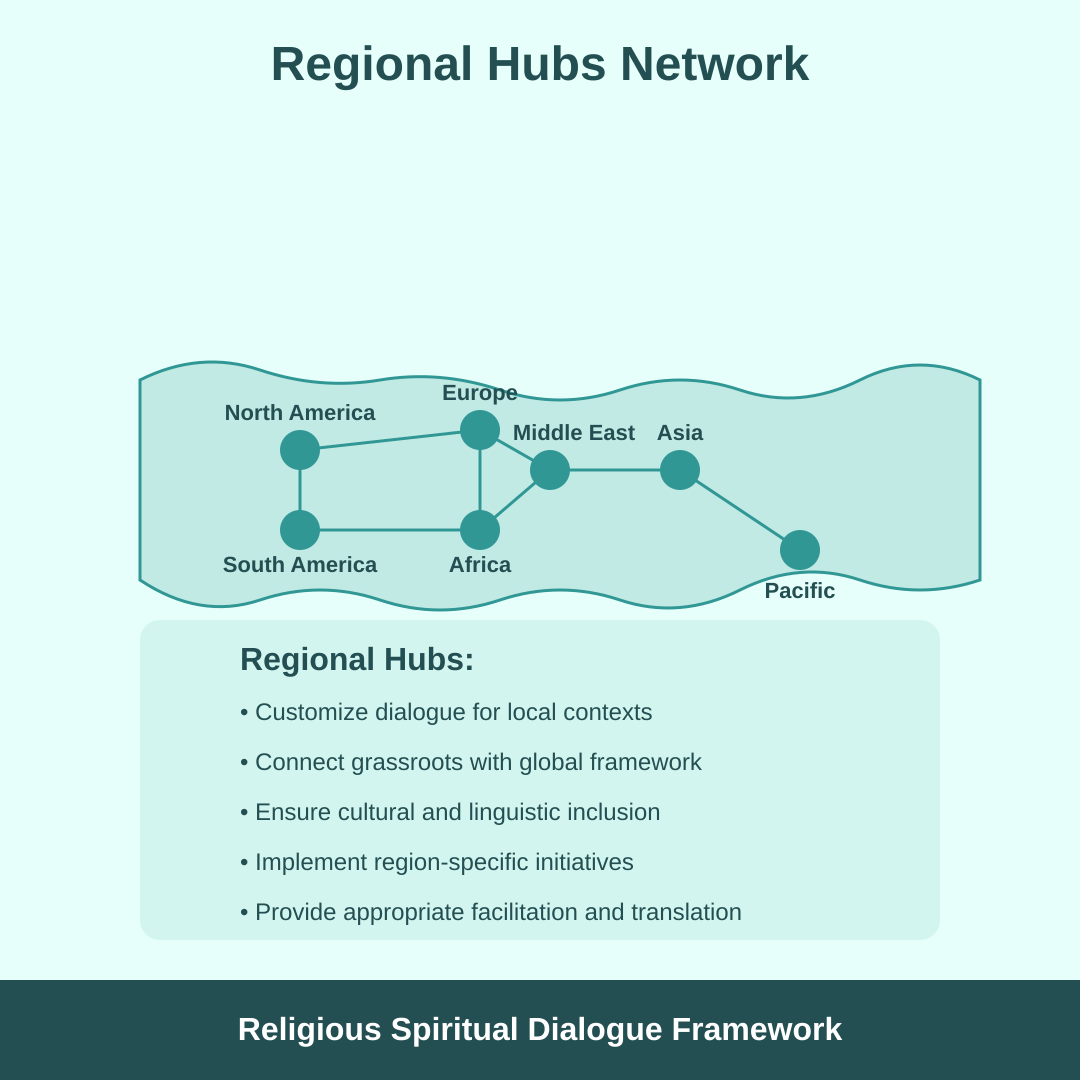 Regional Hubs Network
Europe
North America
Middle East
Asia
South America
Africa
Pacific
Regional Hubs:
• Customize dialogue for local contexts
• Connect grassroots with global framework
• Ensure cultural and linguistic inclusion
• Implement region-specific initiatives
• Provide appropriate facilitation and translation
Religious Spiritual Dialogue Framework